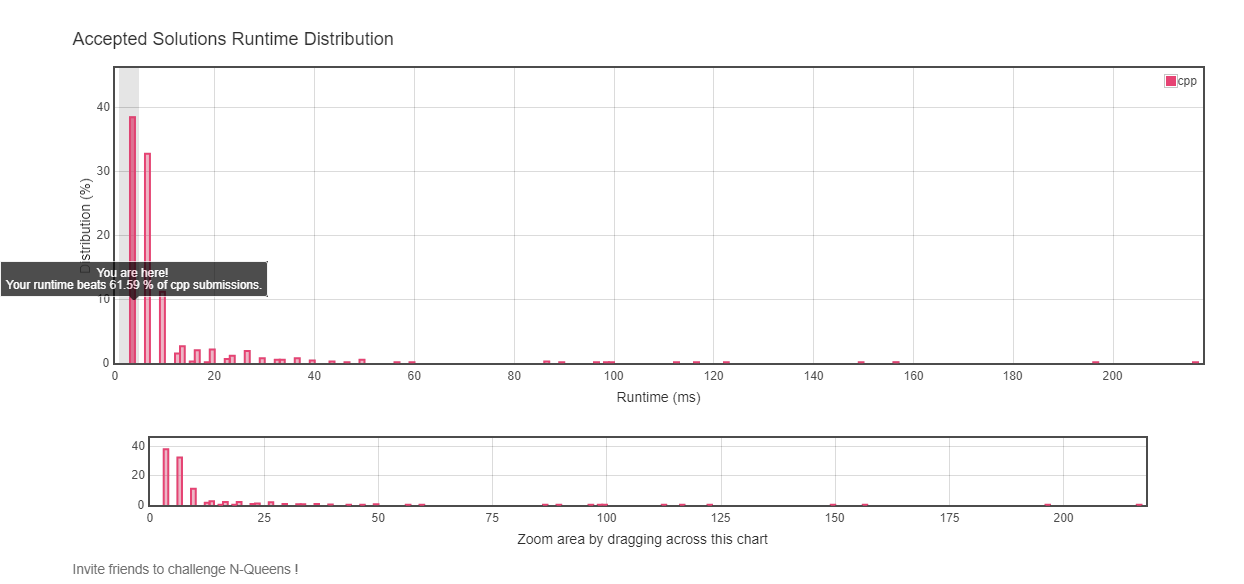 Accepted Solutions Runtime Distribution
cpp
40
30
20
10
0
Distribution (%)
You are here!
Your runtime beats 61.59 % of cpp submissions.
0 20 40 60 80 100 120 140 160 180 200
Runtime (ms)
40
20
0
0 25 50 75 100 125 150 175 200
Zoom area by dragging across this chart
Invite friends to challenge N-Queens !